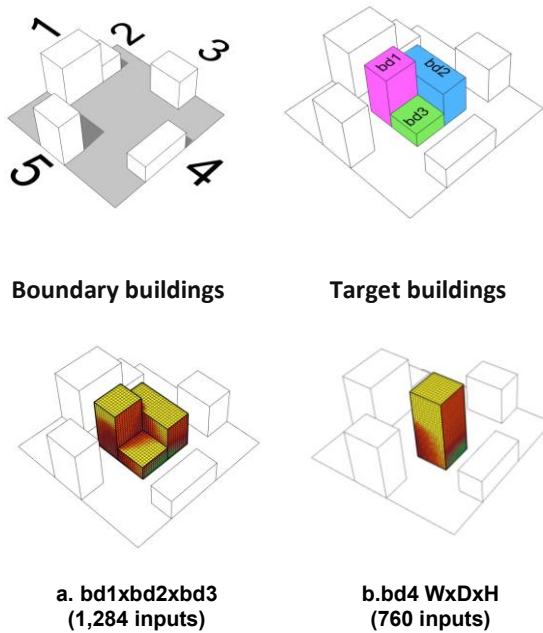 1
2
3
5
4
bd1
bd2
bd3
Boundary buildings
Target buildings
a. bd1xbd2xbd3
(1,284 inputs)
b.bd4 WxDxH
(760 inputs)